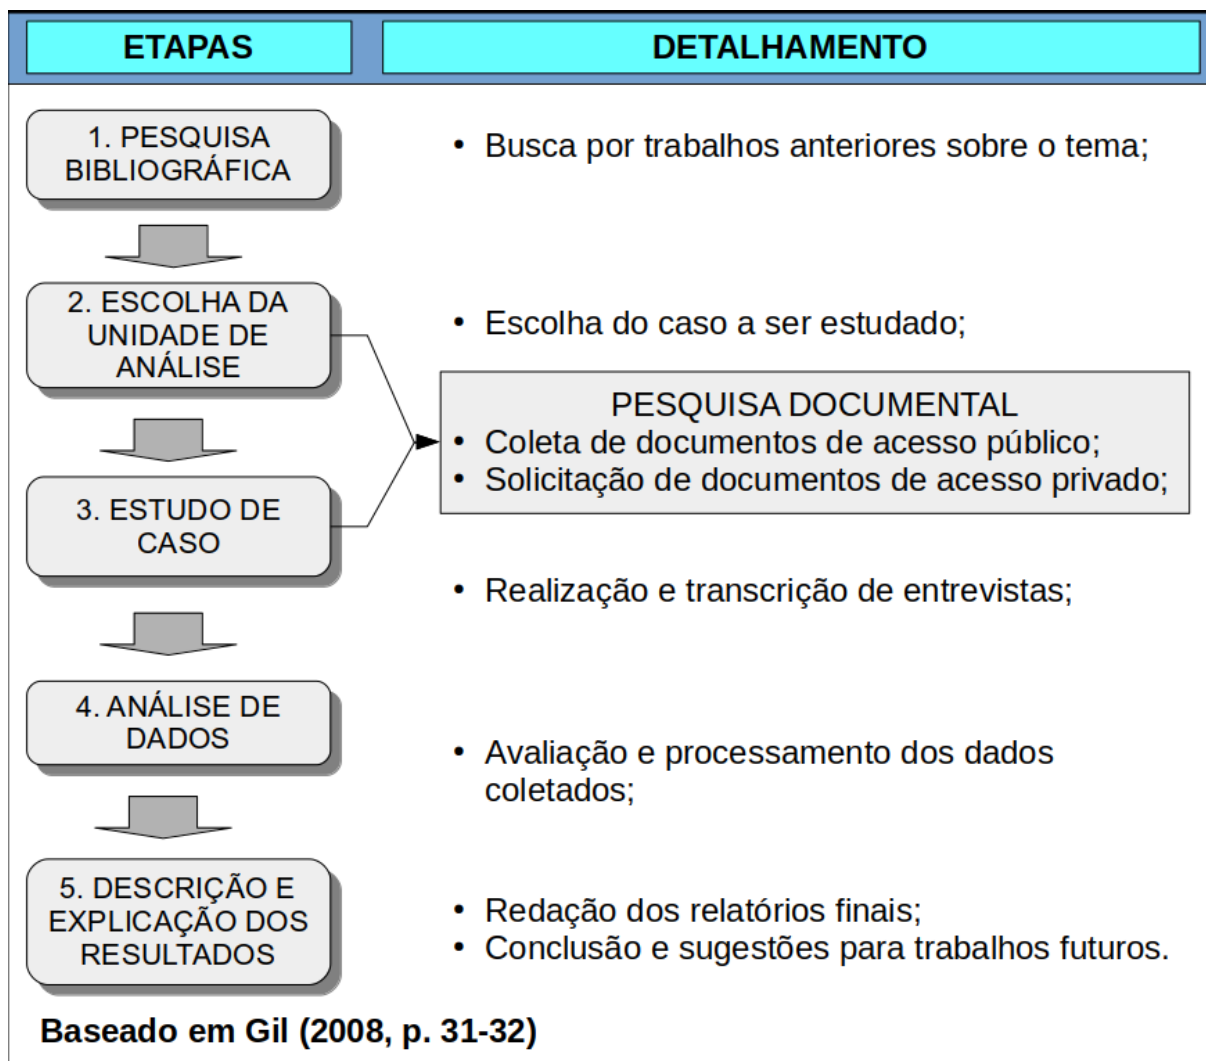 ETAPAS
DETALHAMENTO
1. PESQUISA
BIBLIOGRÁFICA
• Busca por trabalhos anteriores sobre o tema;
2. ESCOLHA DA
UNIDADE DE
ANÁLISE
• Escolha do caso a ser estudado;
PESQUISA DOCUMENTAL
• Coleta de documentos de acesso público;
• Solicitação de documentos de acesso privado;
3. ESTUDO DE
CASO
• Realização e transcrição de entrevistas;
4. ANÁLISE DE
DADOS
• Avaliação e processamento dos dados
coletados;
5. DESCRIÇÃO E
EXPLICAÇÃO DOS
RESULTADOS
• Redação dos relatórios finais;
• Conclusão e sugestões para trabalhos futuros.
Baseado em Gil (2008, p. 31-32)